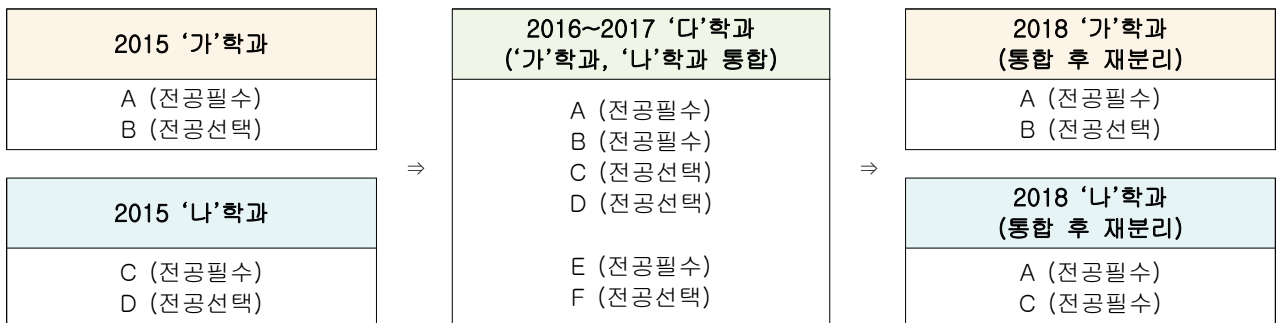 2015 ‘가’학과
A (전공필수)
B (전공선택)
2015 ‘나’학과
C (전공필수)
D (전공선택)
⇒
2016~2017 ‘다’학과
(‘가’학과, ‘나’학과 통합)
A (전공필수)
B (전공필수)
C (전공선택)
D (전공선택)
E (전공필수)
F (전공선택)
⇒
2018 ‘가’학과
(통합 후 재분리)
A (전공필수)
B (전공선택)
2018 ‘나’학과
(통합 후 재분리)
A (전공필수)
C (전공필수)